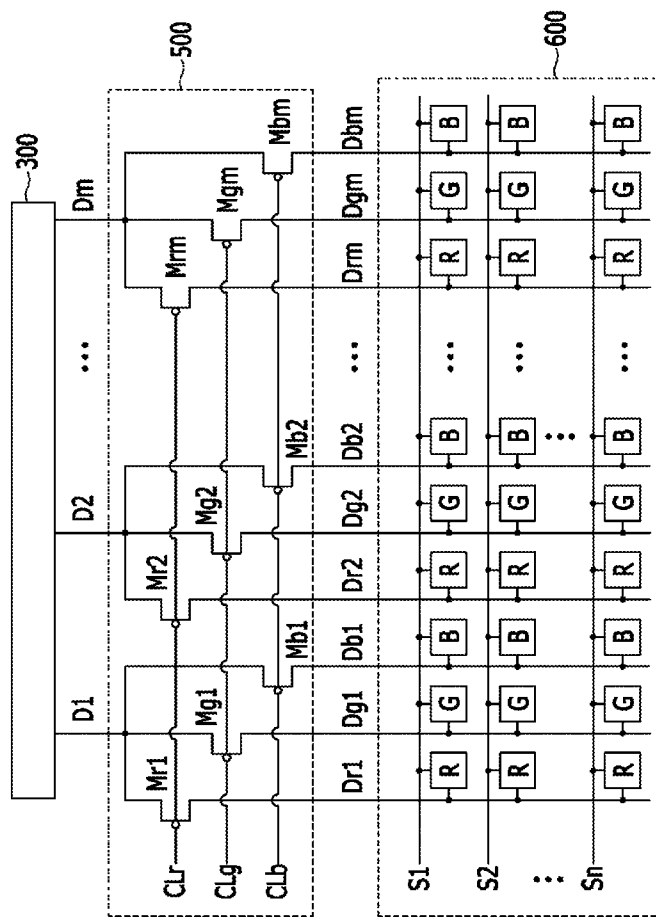 300
D1 D2 ... Dm
500
Mr1 Mr2 Mrm
CLr
Mg1 Mg2 Mgm
CLg
Mb1 Mb2 Mbm
CLb
Dr1 Dg1 Db1 Dr2 Dg2 Db2 ... Drm Dgm Dbm
600
S1
R G B R G B R G B
S2
R G B R G B ... R G B
...
Sn
R G B R G B ... R G B